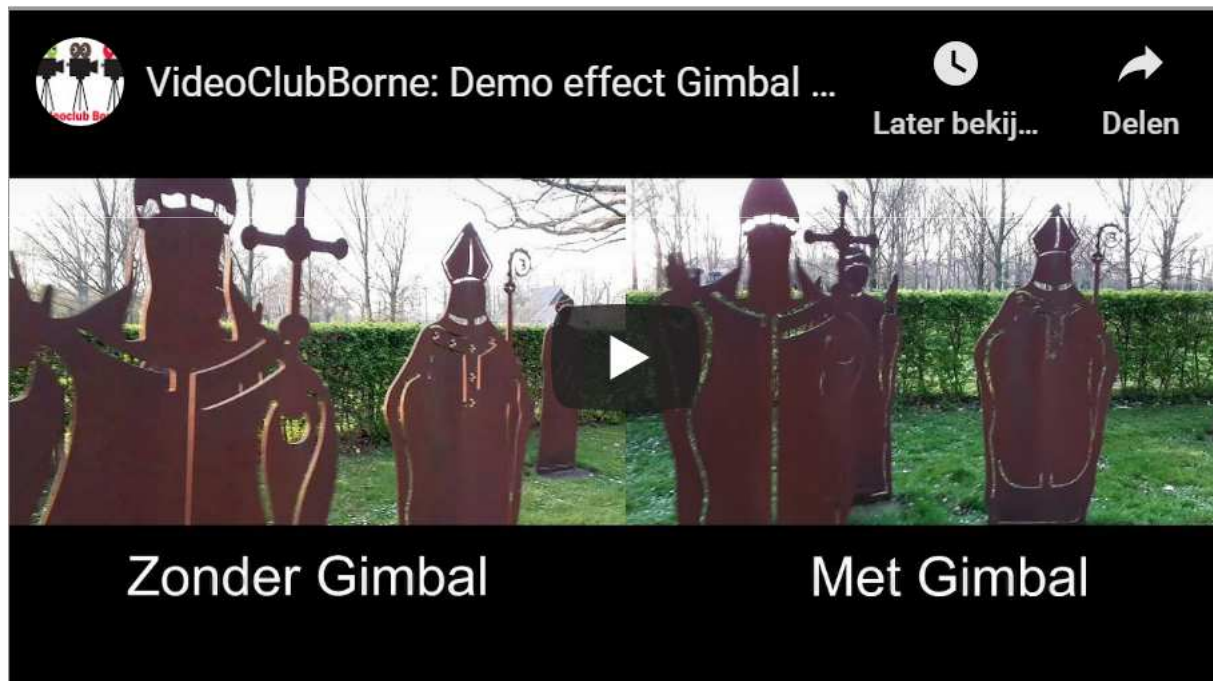 VideoClubBorne: Demo effect Gimbal ...
Later bekij...
Delen
Zonder Gimbal
Met Gimbal